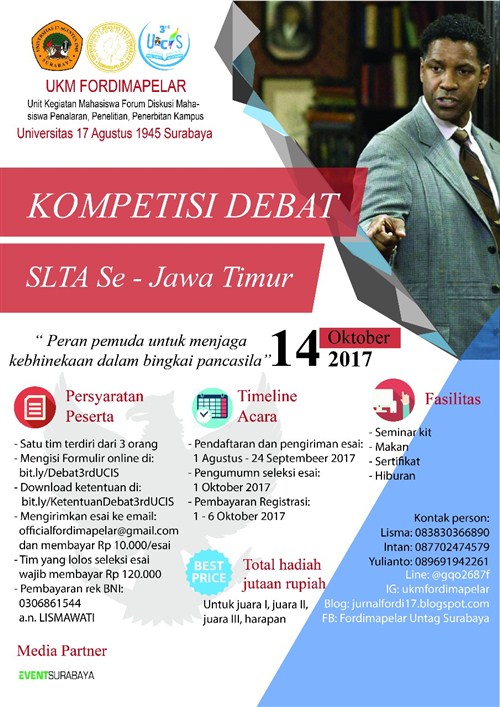 UNIVERSITAS 17 AGUSTUS 1945
SURABAYA
3rd
UCIS
UKM FORDIMAPELAR
Unit Kegiatan Mahasiswa Forum Diskusi Maha-
siswa Penalaran, Penelitian, Penerbitan Kampus
Universitas 17 Agustus 1945 Surabaya
KOMPETISI DEBAT
SLTA Se - Jawa Timur
“ Peran pemuda untuk menjaga
kebhinekaan dalam bingkai pancasila”
14 Oktober
2017
Persyaratan
Peserta
- Satu tim terdiri dari 3 orang
- Mengisi Formulir online di:
bit.ly/Debat3rdUCIS
- Download ketentuan di:
bit.ly/KetentuanDebat3rdUCIS
- Mengirimkan esai ke email:
officialfordimapelar@gmail.com
dan membayar Rp 10.000/esai
- Tim yang lolos seleksi esai
wajib membayar Rp 120.000
- Pembayaran rek BNI:
0306861544
a.n. LISMAWATI
Timeline
Acara
- Pendaftaran dan pengiriman esai:
1 Agustus - 24 Septembeer 2017
- Pengumumn seleksi esai:
1 Oktober 2017
- Pembayaran Registrasi:
1 - 6 Oktober 2017
BEST
PRICE
Total hadiah
jutaan rupiah
Untuk juara I, juara II,
juara III, harapan
Fasilitas
- Seminar kit
- Makan
- Sertifikat
- Hiburan
Kontak person:
Lisma: 083830366890
Intan: 087702474579
Yulianto: 089691942261
Line: @gqo2687f
IG: ukmfordimapelar
Blog: jurnalfordi17.blogspot.com
FB: Fordimapelar Untag Surabaya
Media Partner
EVENTSURABAYA